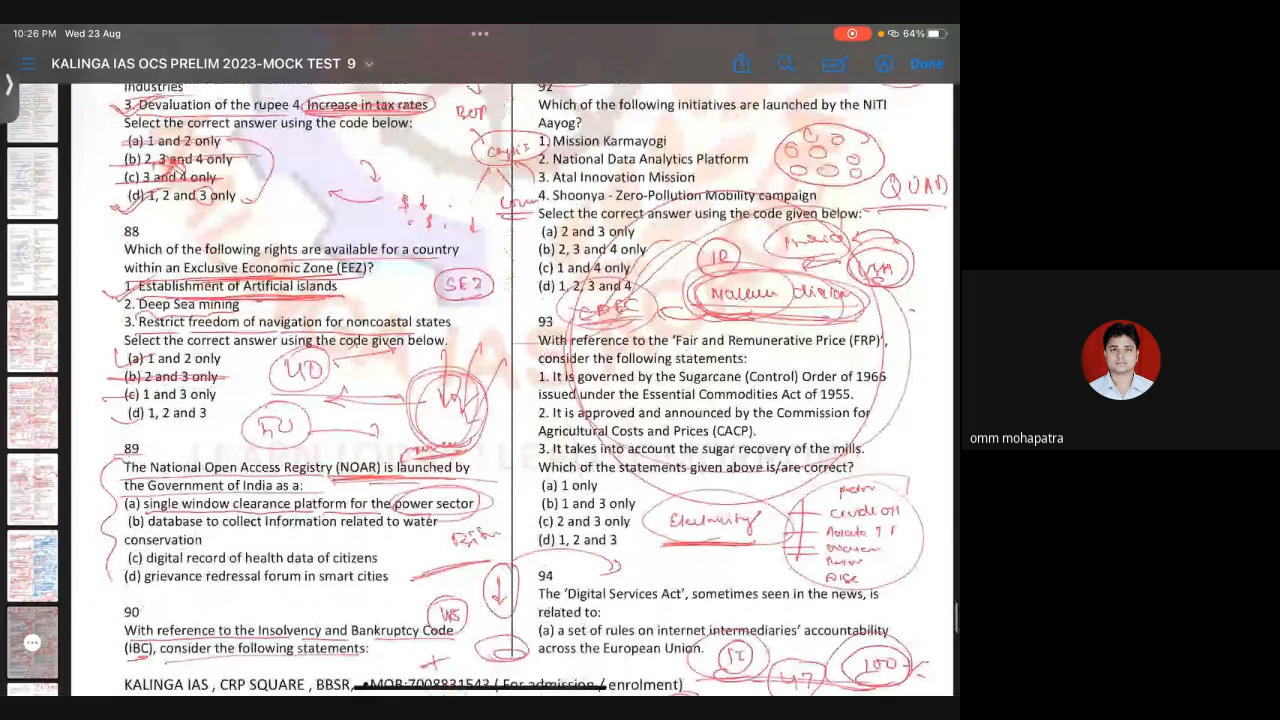 10:26 PM Wed 23 Aug
64%
KALINGA IAS OCS PRELIM 2023-MOCK TEST 9
Done
industries
3. Devaluation of the rupee 4. Increase in tax rates
Select the correct answer using the code below:
(a) 1 and 2 only
(b) 2, 3 and 4 only
(c) 3 and 4 only
(d) 1, 2 and 3 only
88
Which of the following rights are available for a country
within an Exclusive Economic Zone (EEZ)?
1. Establishment of Artificial islands
2. Deep Sea mining
3. Restrict freedom of navigation for noncoastal states
Select the correct answer using the code given below.
(a) 1 and 2 only
(b) 2 and 3 only
(c) 1 and 3 only
(d) 1, 2 and 3
89
The National Open Access Registry (NOAR) is launched by
the Government of India as a:
(a) single window clearance platform for the power sector
(b) database to collect Information related to water
conservation
(c) digital record of health data of citizens
(d) grievance redressal forum in smart cities
90
With reference to the Insolvency and Bankruptcy Code
(IBC), consider the following statements:
92
Which of the following initiatives are launched by the NITI
Aayog?
1. Mission Karmayogi
2. National Data Analytics Platform
3. Atal Innovation Mission
4. Shoonya - Zero-Pollution Mobility campaign
Select the correct answer using the code given below:
(a) 2 and 3 only
(b) 2, 3 and 4 only
(c) 1 and 4 only
(d) 1, 2, 3 and 4
93
With reference to the 'Fair and Remunerative Price (FRP)',
consider the following statements:
1. It is governed by the Sugarcane (Control) Order of 1966
issued under the Essential Commodities Act of 1955.
2. It is approved and announced by the Commission for
Agricultural Costs and Prices (CACP).
3. It takes into account the sugar recovery of the mills.
Which of the statements given above is/are correct?
(a) 1 only
(b) 1 and 3 only
(c) 2 and 3 only
(d) 1, 2 and 3
94
The 'Digital Services Act', sometimes seen in the news, is
related to:
(a) a set of rules on internet intermediaries' accountability
across the European Union.
KALINGA IAS , CRP SQUARE, BBSR,
( For admission / enrolment)
QUAD
SEZ
Electricity
Crude oil
100
47
omm mohapatra